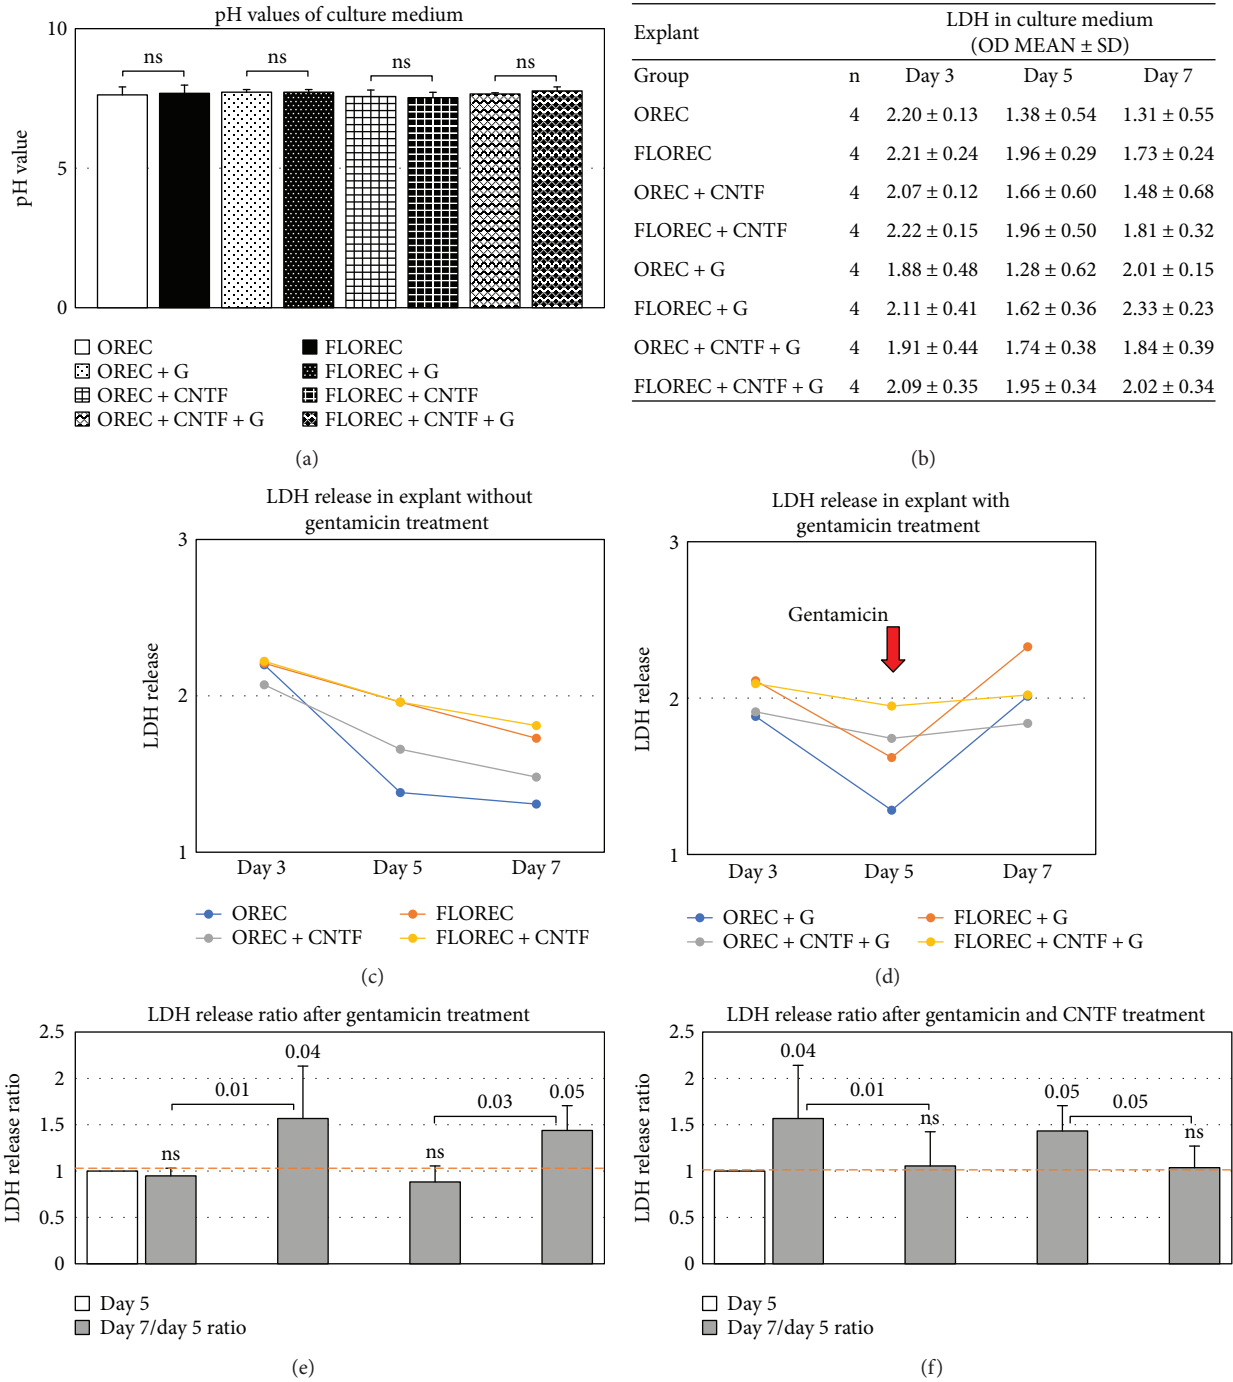 pH values of culture medium
10
5
0
pH value
ns
ns
ns
ns
OREC
FLOREC
OREC + G
FLOREC + G
OREC + CNTF
FLOREC + CNTF
OREC + CNTF + G
FLOREC + CNTF + G
(a)
Explant
LDH in culture medium
(OD MEAN ± SD)
Group n Day 3 Day 5 Day 7
OREC 4 2.20 ± 0.13 1.38 ± 0.54 1.31 ± 0.55
FLOREC 4 2.21 ± 0.24 1.96 ± 0.29 1.73 ± 0.24
OREC + CNTF 4 2.07 ± 0.12 1.66 ± 0.60 1.48 ± 0.68
FLOREC + CNTF 4 2.22 ± 0.15 1.96 ± 0.50 1.81 ± 0.32
OREC + G 4 1.88 ± 0.48 1.28 ± 0.62 2.01 ± 0.15
FLOREC + G 4 2.11 ± 0.41 1.62 ± 0.36 2.33 ± 0.23
OREC + CNTF + G 4 1.91 ± 0.44 1.74 ± 0.38 1.84 ± 0.39
FLOREC + CNTF + G 4 2.09 ± 0.35 1.95 ± 0.34 2.02 ± 0.34
(b)
LDH release in explant without
gentamicin treatment
3
2
1
LDH release
Day 3 Day 5 Day 7
OREC
FLOREC
OREC + CNTF
FLOREC + CNTF
(c)
LDH release in explant with
gentamicin treatment
3
2
1
LDH release
Gentamicin
Day 3 Day 5 Day 7
OREC + G
FLOREC + G
OREC + CNTF + G
FLOREC + CNTF + G
(d)
LDH release ratio after gentamicin treatment
2.5
2
1.5
1
0.5
0
LDH release ratio
ns
0.01
0.04
ns
0.03
0.05
Day 5
Day 7/day 5 ratio
(e)
LDH release ratio after gentamicin and CNTF treatment
2.5
2
1.5
1
0.5
0
LDH release ratio
0.04
0.01
ns
0.05
0.05
ns
Day 5
Day 7/day 5 ratio
(f)